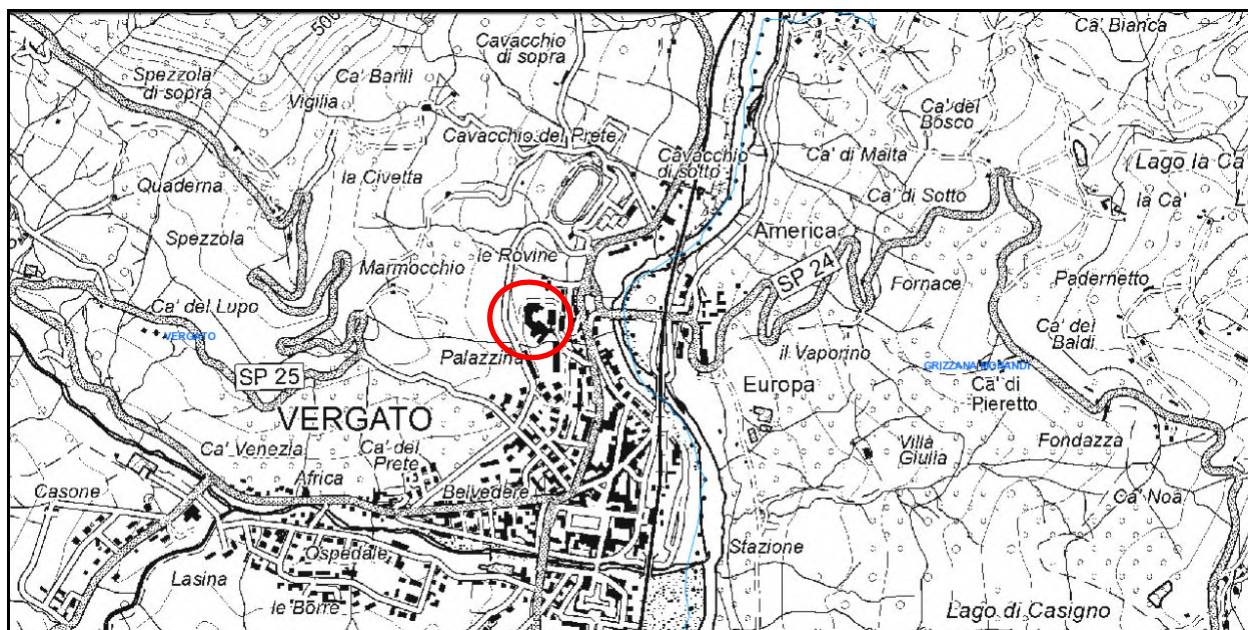 500
Spezzola
di sopra
Ca' Barili
Vigilia
Cavacchio
di sopra
Ca' Bianca
Cavacchio del Prete
Ca' del
Bosco
Quaderna
la Civetta
Cavacchio
di sotto
Ca' di Malta
Lago la Ca'
Ca' di Sotto
la Ca'
Spezzola
Marmocchio
le Rovine
America
SP 24
Fornace
Padernetto
Ca' del Lupo
VERGATO
Palazzina
il Vaporino
Ca' dei
Baldi
SP 25
GRIZZANA MORANDI
Europa
Ca' di
Pieretto
VERGATO
Ca' Venezia
Ca' del
Prete
Villa
Giulia
Fondazza
Casone
Africa
Belvedere
Ca' Noa
Ospedale
Stazione
Lasina
le Borre
Lago di Casigno